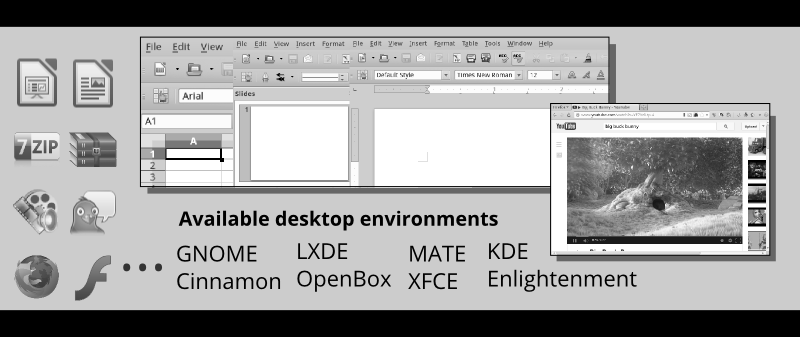 File Edit View
File Edit View Insert Format
File Edit View Insert Format Table Tools Window Help
Arial
Default Style
Times New Roman
12
Slides
A1
A
1
2
3
1
7 ZIP
YouTube
big buck bunny
Available desktop environments
GNOME LXDE MATE KDE
Cinnamon OpenBox XFCE Enlightenment